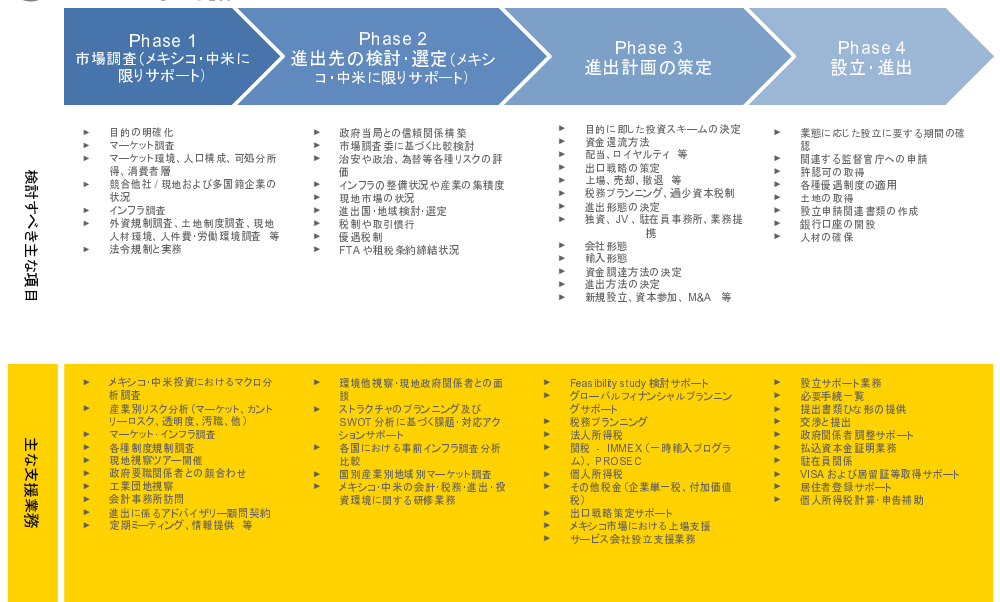 Phase 1
市場調査(メキシコ・中米に
限りサポート)
Phase 2
進出先の検討・選定(メキシ
コ・中米に限りサポート)
Phase 3
進出計画の策定
Phase 4
設立・進出
検討すべき主な項目
► 目的の明確化
► マーケット調査
► マーケット環境、人口構成、可処分所
得、消費者層
► 競合他社 / 現地および多国籍企業の
状況
► インフラ調査
► 外資規制調査、土地制度調査、現地
人材環境、人件費・労働環境調査 等
► 法令規制と実務
► 政府当局との信頼関係構築
► 市場調査委に基づく比較検討
► 治安や政治、為替等各種リスクの評
価
► インフラの整備状況や産業の集積度
► 現地市場の状況
► 進出国・地域検討・選定
► 税制や取引慣行
► 優遇税制
► FTA や租税条約締結状況
► 目的に即した投資スキームの決定
► 資金還流方法
► 配当、ロイヤルティ 等
► 出口戦略の策定
► 上場、売却、撤退 等
► 税務プランニング、過少資本税制
► 進出形態の決定
► 独資、JV、駐在員事務所、業務提
携
► 会社形態
► 輸入形態
► 資金調達方法の決定
► 進出方法の決定
► 新規設立、資本参加、M&A 等
► 業態に応じた設立に要する期間の確
認
► 関連する監督官庁への申請
► 許認可の取得
► 各種優遇制度の適用
► 土地の取得
► 設立申請関連書類の作成
► 銀行口座の開設
► 人材の確保
主な支援業務
► メキシコ・中米投資におけるマクロ分
析調査
► 産業別リスク分析(マーケット、カント
リーロスク、透明度、汚職、他)
► マーケット・インフラ調査
► 各種制度規制調査
► 現地視察ツアー開催
► 政府要職関係者との顔合わせ
► 工業団地視察
► 会計事務所訪問
► 進出に係るアドバイザリー顧問契約
► 定期ミーティング、情報提供 等
► 環境他視察・現地政府関係者との面
談
► ストラクチャのプランニング及び
SWOT 分析に基づく課題・対応アク
ションサポート
► 各国における事前インフラ調査分析
比較
► 国別産業別地域別マーケット調査
► メキシコ・中米の会計・税務・進出・投
資環境に関する研修業務
► Feasibility study 検討サポート
► グローバルフィナンシャルプランニン
グサポート
► 税務プランニング
► 法人所得税
► 関税 - IMMEX(一時輸入プログラ
ム)、PROSEC
► 個人所得税
► その他税金(企業単一税、付加価値
税)
► 出口戦略策定サポート
► メキシコ市場における上場支援
► サービス会社設立支援業務
► 設立サポート業務
► 必要手続一覧
► 提出書類ひな形の提供
► 交渉と提出
► 政府関係者調整サポート
► 払込資本金証明業務
► 駐在員関係
► VISA および居留証等取得サポート
► 居住者登録サポート
► 個人所得税計算・申告補助